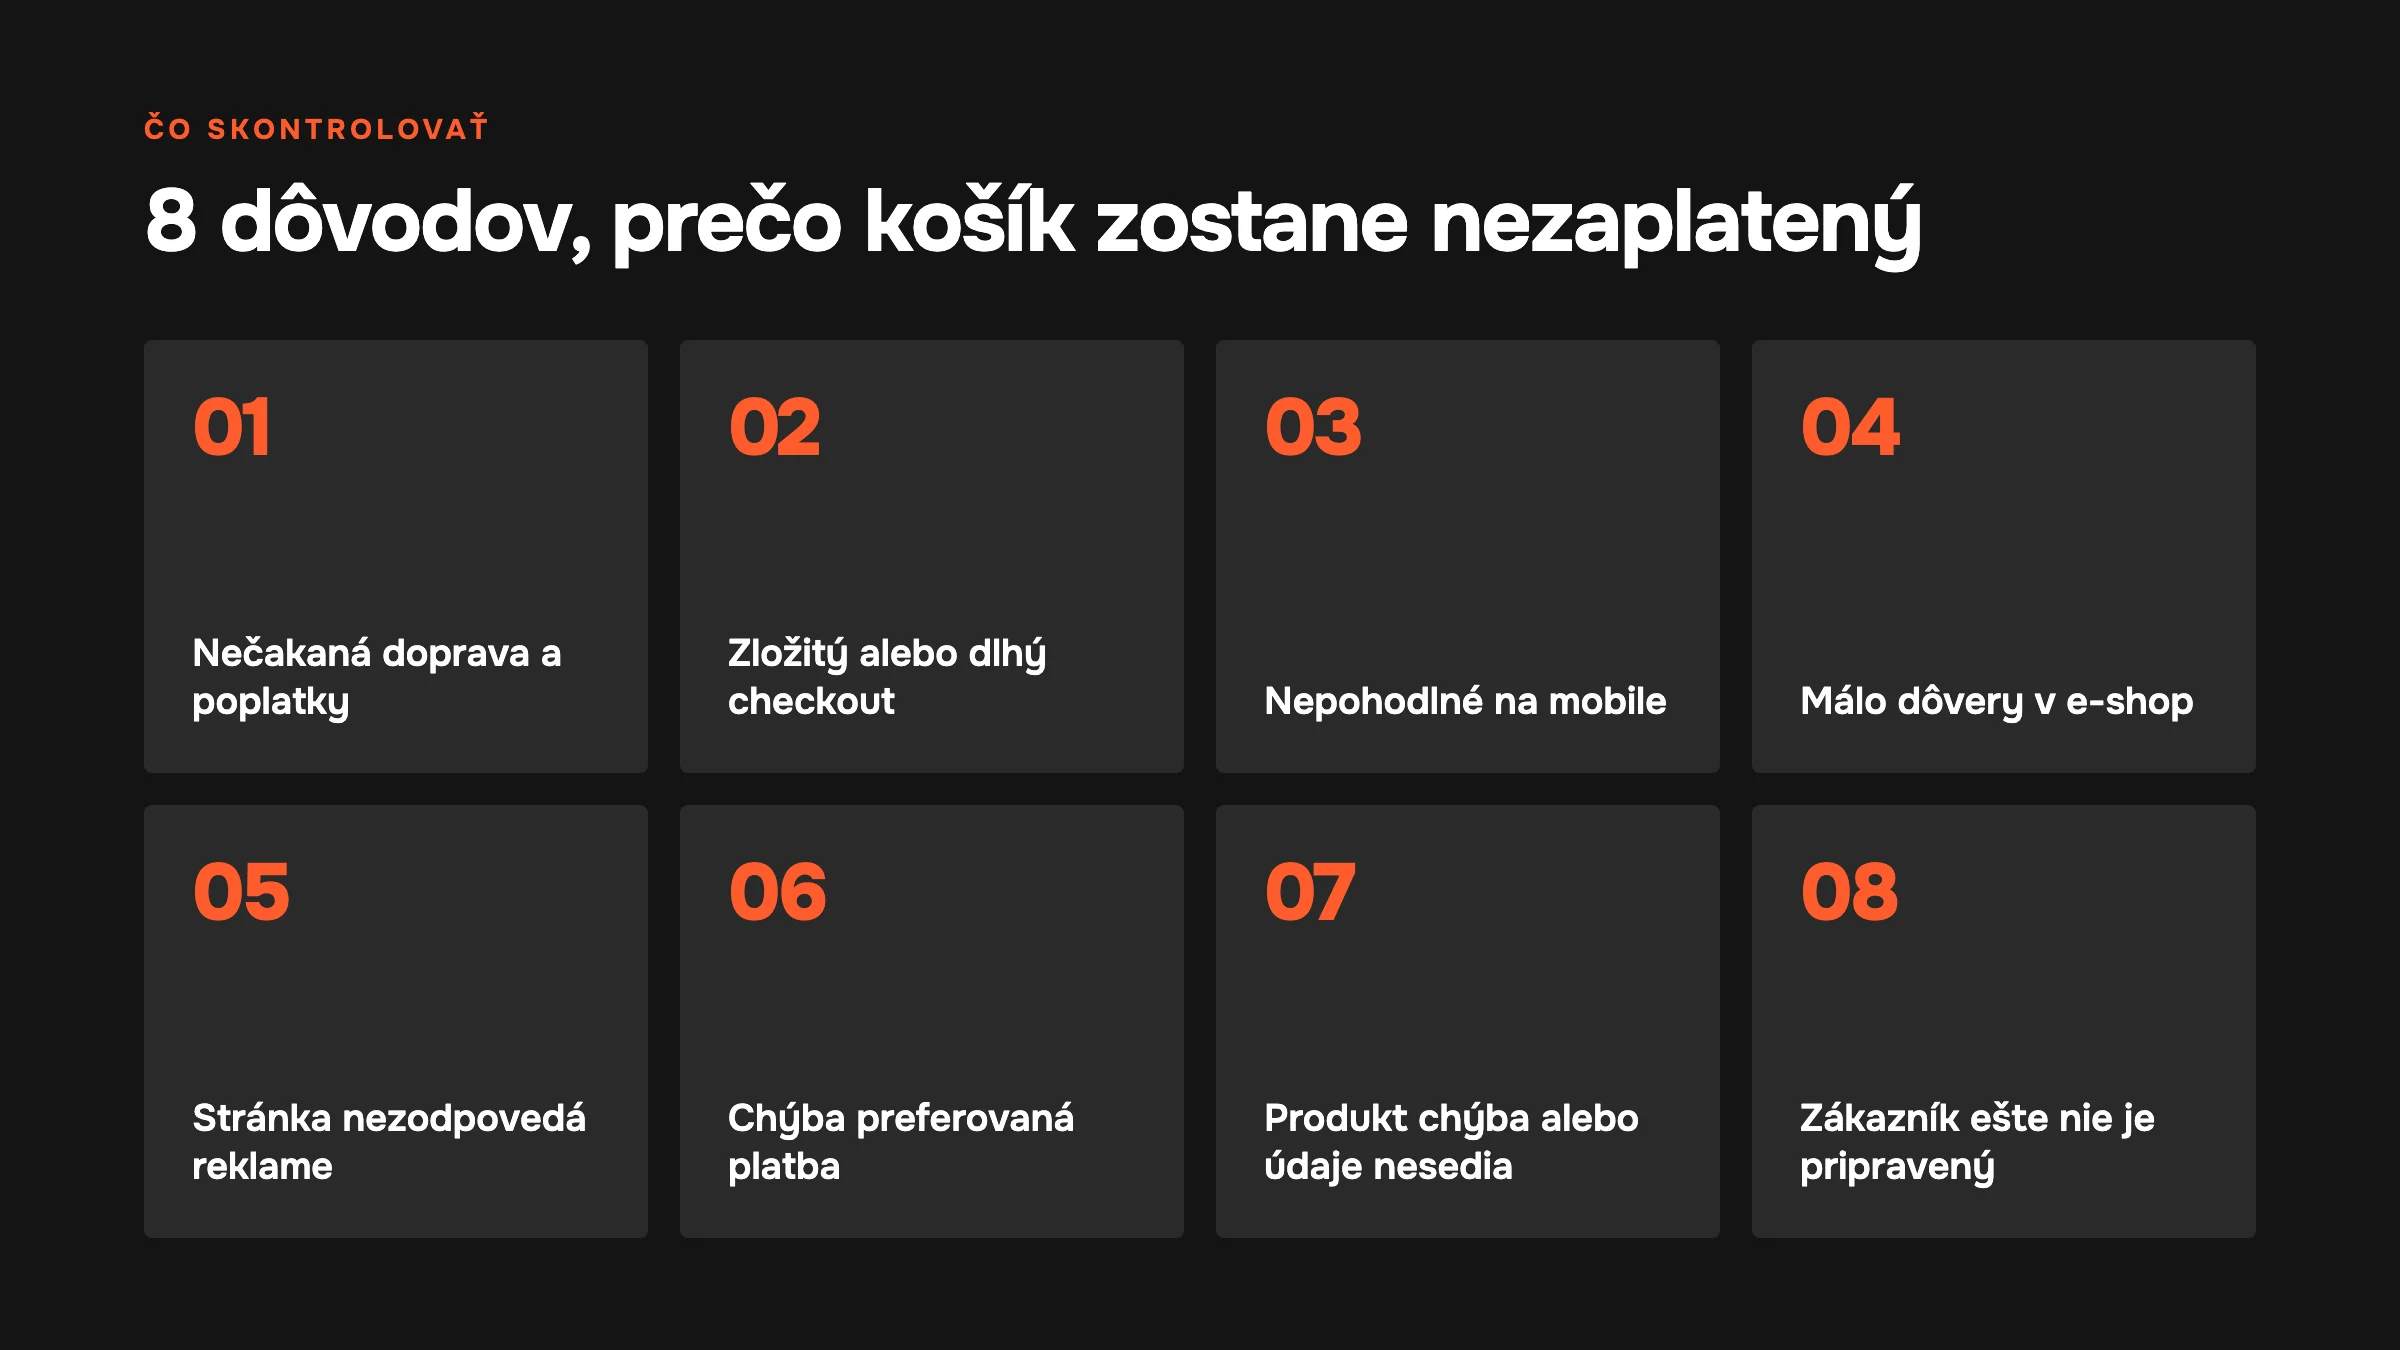 ČO SKONTROLOVAŤ
8 dôvodov, prečo košík zostane nezaplatený
01
Nečakaná doprava a
poplatky
02
Zložitý alebo dlhý
checkout
03
Nepohodlné na mobile
04
Málo dôvery v e-shop
05
Stránka nezodpovedá
reklame
06
Chýba preferovaná
platba
07
Produkt chýba alebo
údaje nesedia
08
Zákazník ešte nie je
pripravený